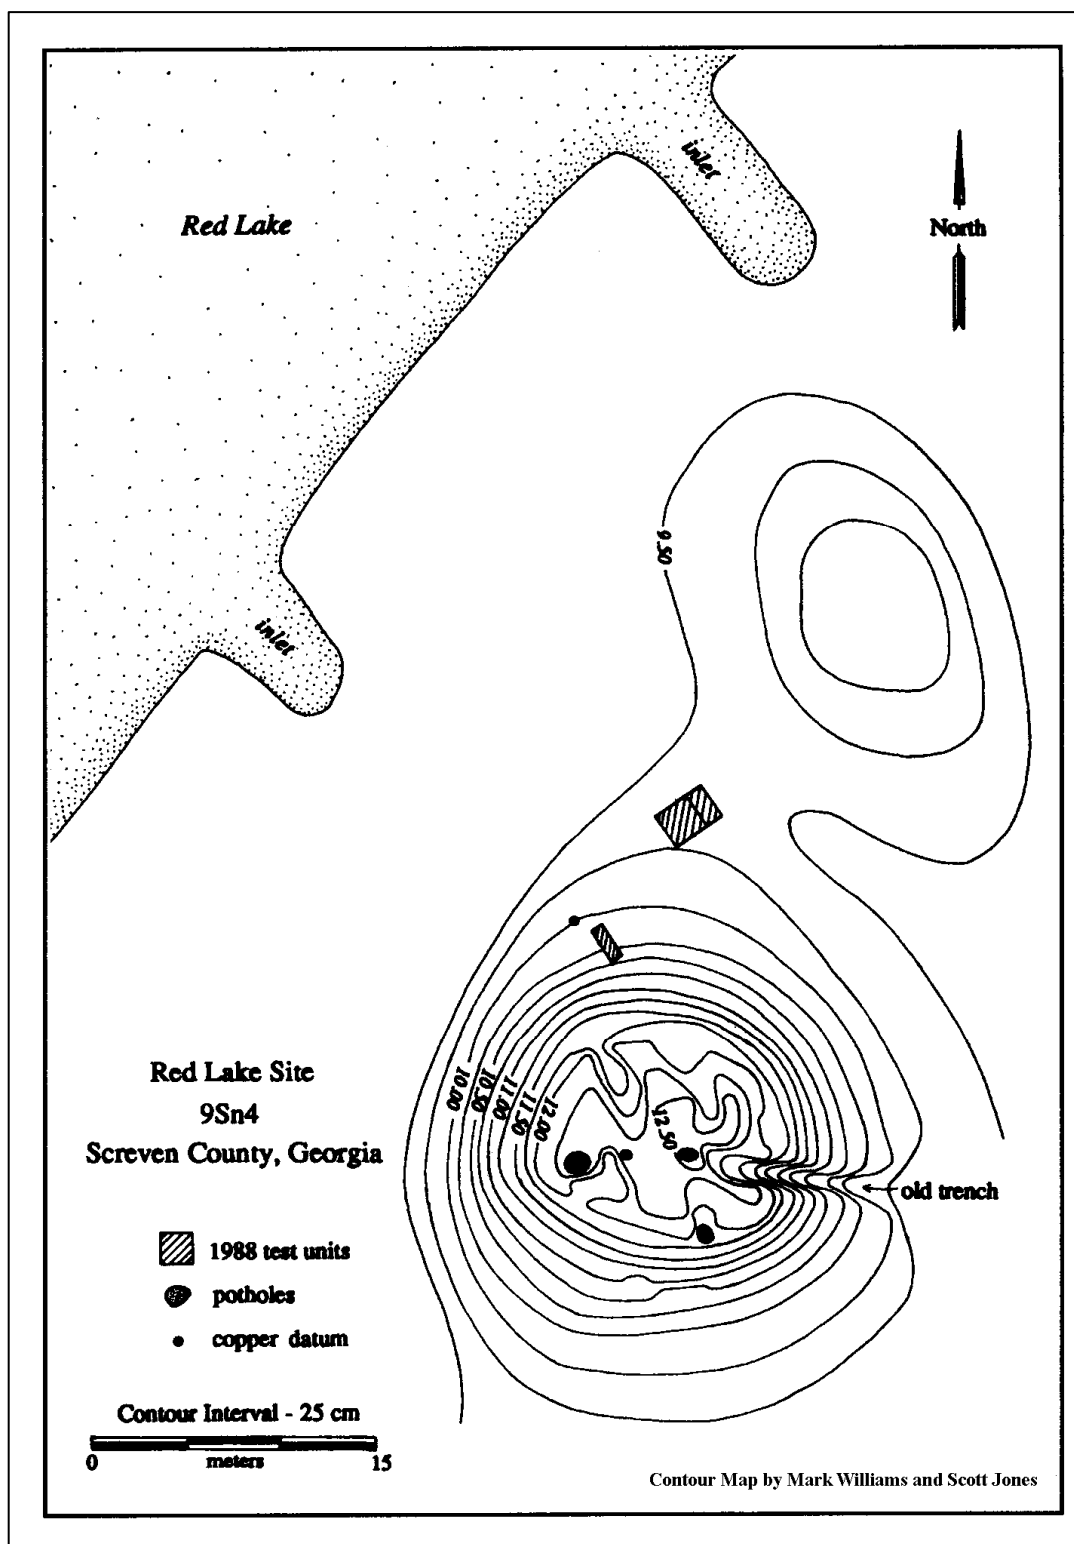 inlet
Red Lake
North
9.50
inlet
Red Lake Site
9Sn4
Screven County, Georgia
10.00
10.50
11.00
11.50
12.00
12.50
old trench
1988 test units
potholes
copper datum
Contour Interval - 25 cm
0 meters 15
Contour Map by Mark Williams and Scott Jones